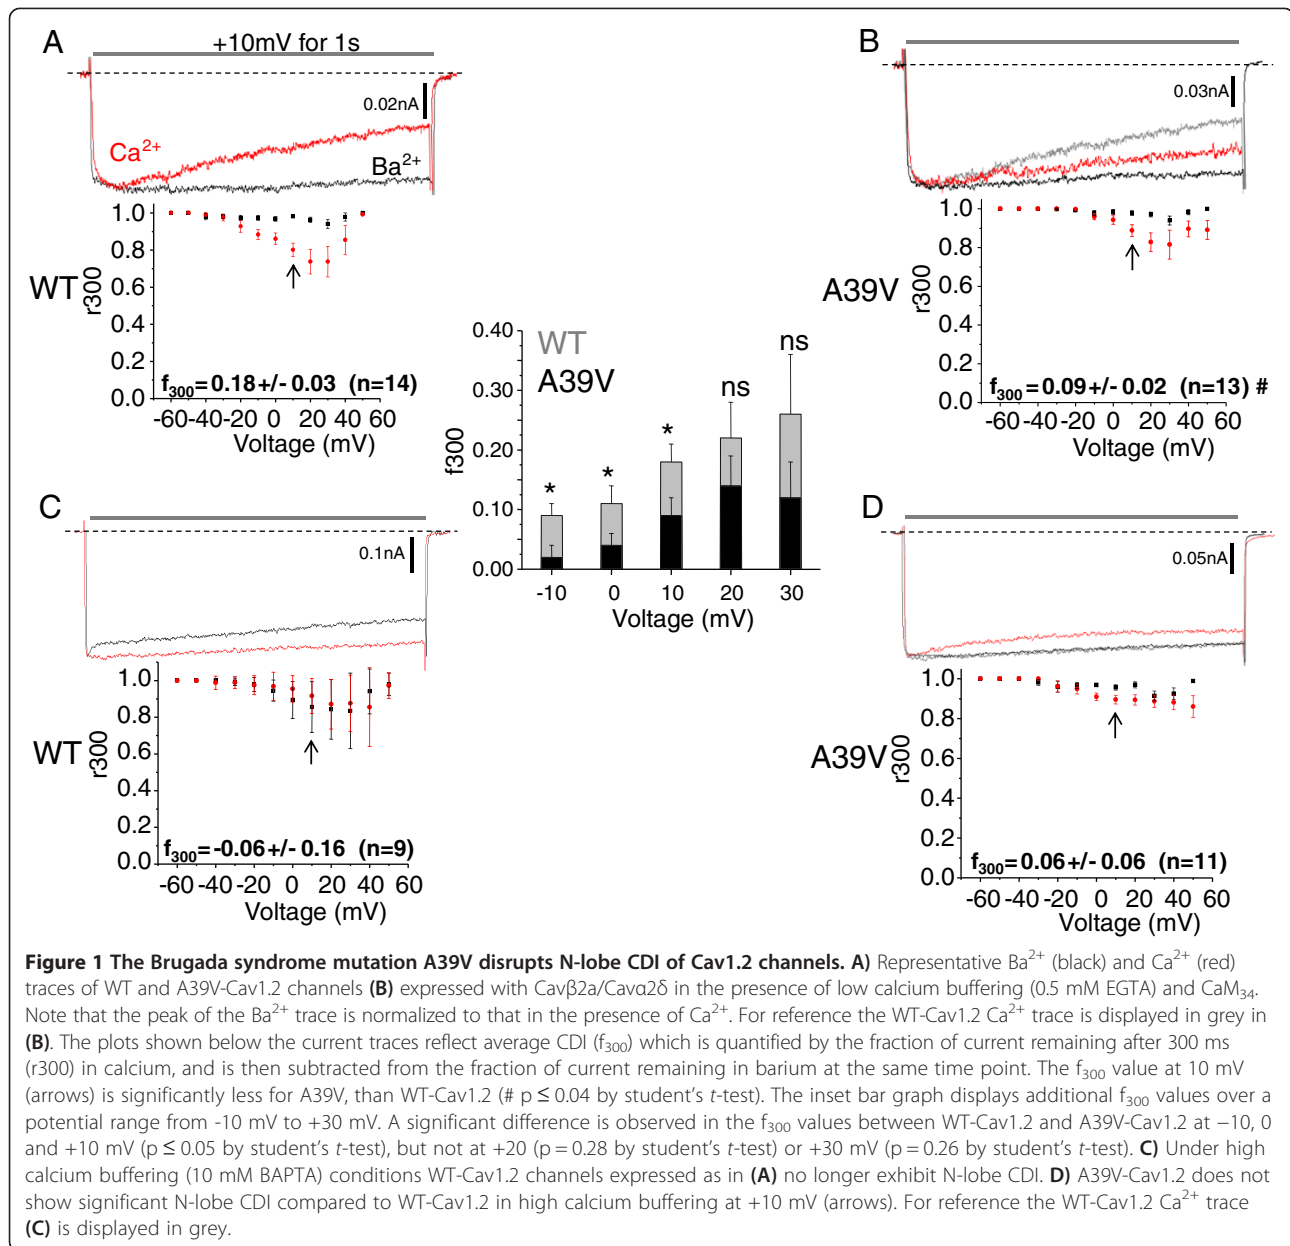 A
+10mV for 1s
0.02nA
Ca2+
Ba2+
1.0
0.8
0.6
0.4
0.2
0.0
r300
WT
f300= 0.18+/- 0.03 (n=14)
-60 -40 -20 0 20 40 60
Voltage (mV)
B
0.03nA
1.0
0.8
0.6
0.4
0.2
0.0
r300
A39V
f300= 0.09+/- 0.02 (n=13) #
-60 -40 -20 0 20 40 60
Voltage (mV)
0.40
0.30
0.20
0.10
0.00
f300
WT
A39V
* * * ns ns
-10 0 10 20 30
Voltage (mV)
C
0.1nA
1.0
0.8
0.6
0.4
0.2
0.0
r300
WT
f300= -0.06+/- 0.16 (n=9)
-60 -40 -20 0 20 40 60
Voltage (mV)
D
0.05nA
1.0
0.8
0.6
0.4
0.2
0.0
r300
A39V
f300= 0.06+/- 0.06 (n=11)
-60 -40 -20 0 20 40 60
Voltage (mV)
Figure 1 The Brugada syndrome mutation A39V disrupts N-lobe CDI of Cav1.2 channels. A) Representative Ba2+ (black) and Ca2+ (red)
traces of WT and A39V-Cav1.2 channels (B) expressed with Cavβ2a/Cavα2δ in the presence of low calcium buffering (0.5 mM EGTA) and CaM34.
Note that the peak of the Ba2+ trace is normalized to that in the presence of Ca2+. For reference the WT-Cav1.2 Ca2+ trace is displayed in grey in
(B). The plots shown below the current traces reflect average CDI (f300) which is quantified by the fraction of current remaining after 300 ms
(r300) in calcium, and is then subtracted from the fraction of current remaining in barium at the same time point. The f300 value at 10 mV
(arrows) is significantly less for A39V, than WT-Cav1.2 (# p ≤ 0.04 by student's t-test). The inset bar graph displays additional f300 values over a
potential range from -10 mV to +30 mV. A significant difference is observed in the f300 values between WT-Cav1.2 and A39V-Cav1.2 at −10, 0
and +10 mV (p ≤ 0.05 by student's t-test), but not at +20 (p = 0.28 by student's t-test) or +30 mV (p = 0.26 by student's t-test). C) Under high
calcium buffering (10 mM BAPTA) conditions WT-Cav1.2 channels expressed as in (A) no longer exhibit N-lobe CDI. D) A39V-Cav1.2 does not
show significant N-lobe CDI compared to WT-Cav1.2 in high calcium buffering at +10 mV (arrows). For reference the WT-Cav1.2 Ca2+ trace
(C) is displayed in grey.